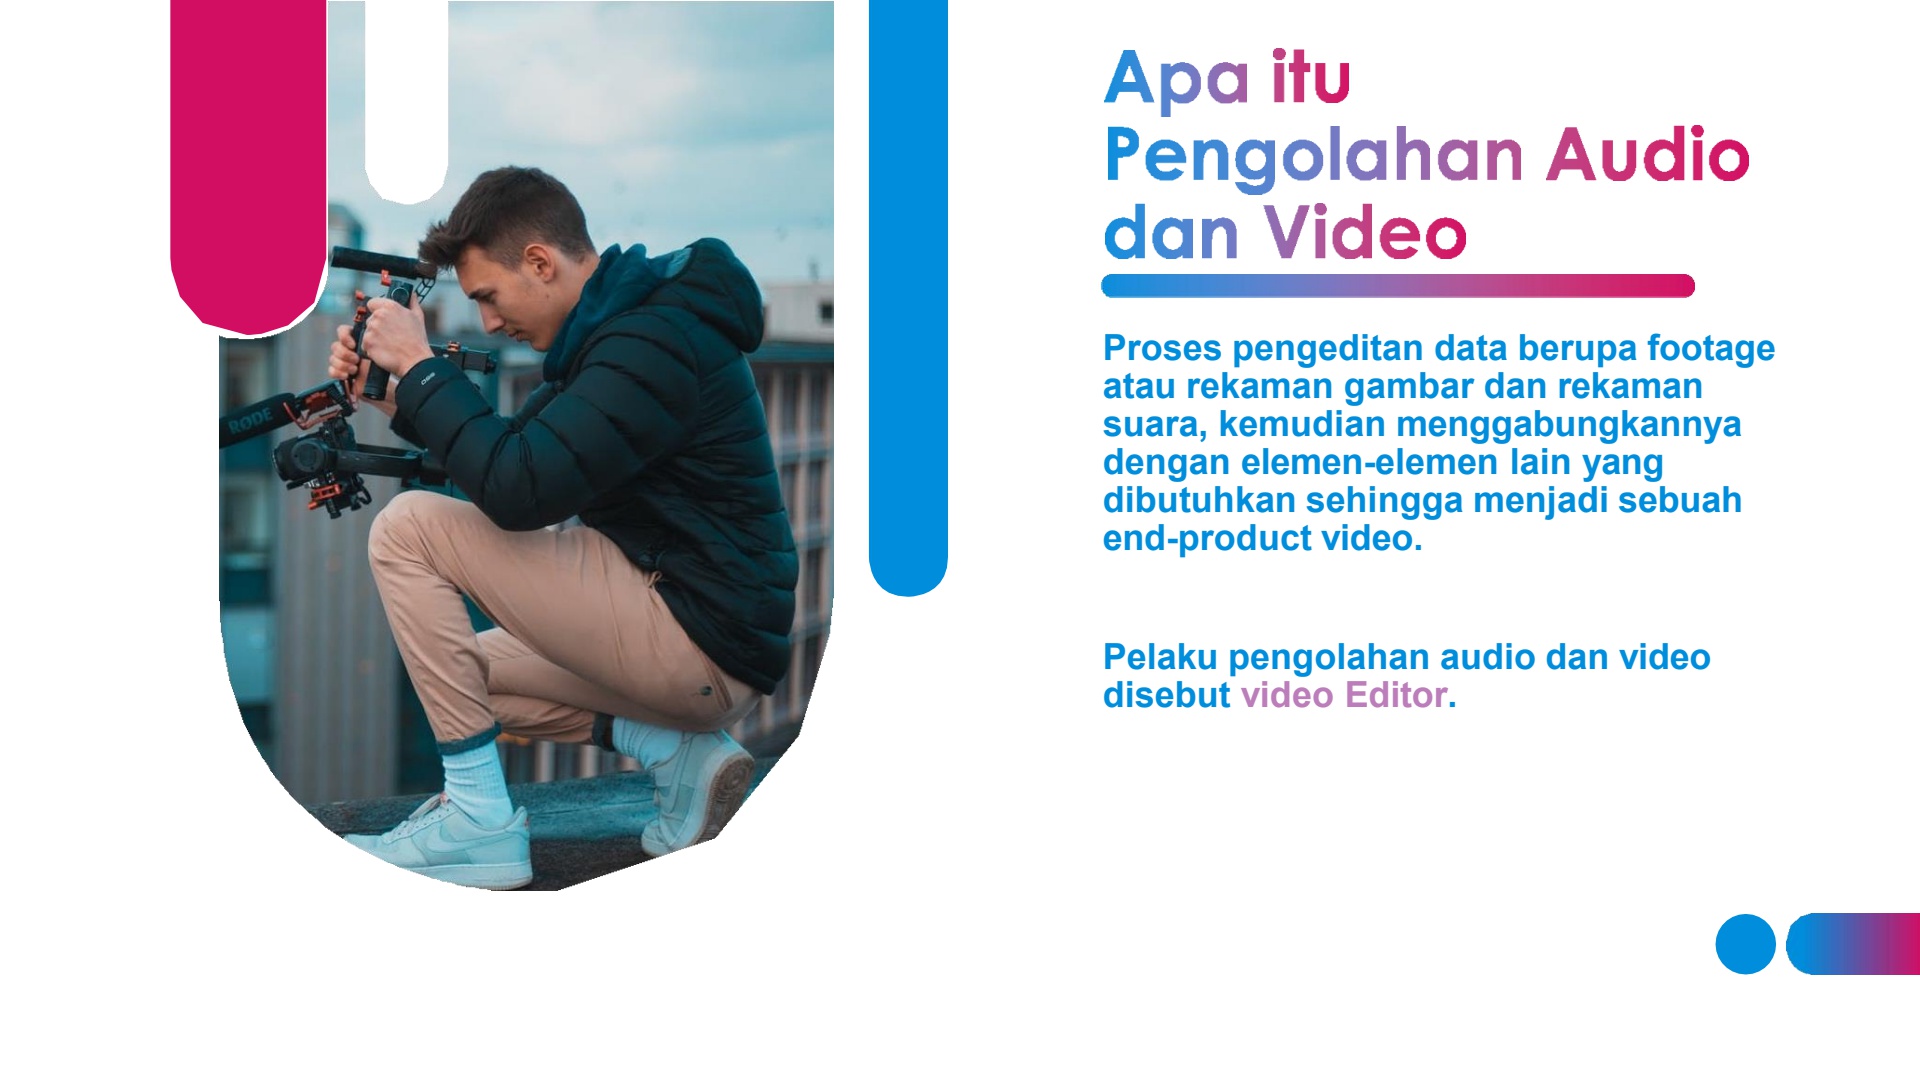 Apa itu
Pengolahan Audio
dan Video
Proses pengeditan data berupa footage
atau rekaman gambar dan rekaman
suara, kemudian menggabungkannya
dengan elemen-elemen lain yang
dibutuhkan sehingga menjadi sebuah
end-product video.
Pelaku pengolahan audio dan video
disebut video Editor.
RØDE